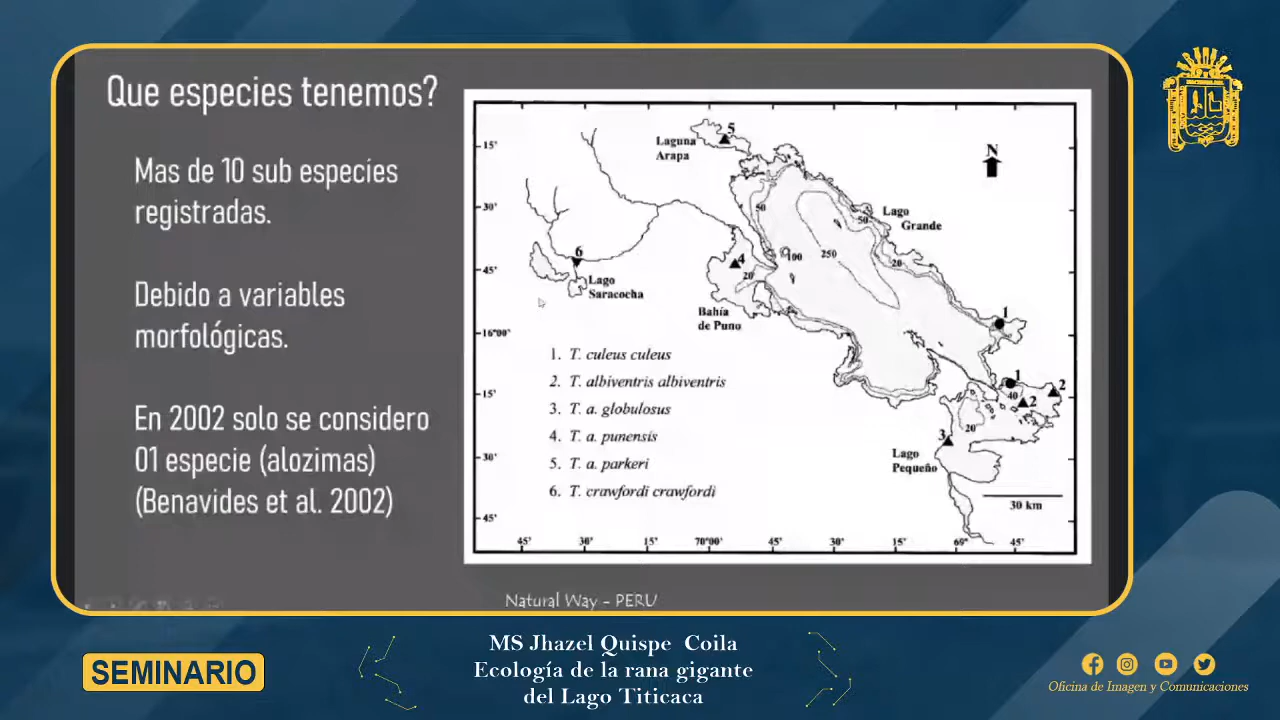 Que especies tenemos?
Mas de 10 sub especies
registradas.
Debido a variables
morfológicas.
En 2002 solo se considero
01 especie (alozimas)
(Benavides et al. 2002)
Laguna
Arapa
5
N
15'
30'
45'
16°00'
15'
30'
45'
50
50
Lago
Grande
100
250
20
6
Lago
Saracocha
4
20
Bahía
de Puno
1
1
2
40
2
20
3
Lago
Pequeño
30 km
1. T. culeus culeus
2. T. albiventris albiventris
3. T. a. globulosus
4. T. a. punensis
5. T. a. parkeri
6. T. crawfordi crawfordi
45'
30'
15'
70°00'
45'
30'
15'
60°
45'
Natural Way - PERU
SEMINARIO
MS Jhazel Quispe Coila
Ecología de la rana gigante
del Lago Titicaca
Oficina de Imagen y Comunicaciones